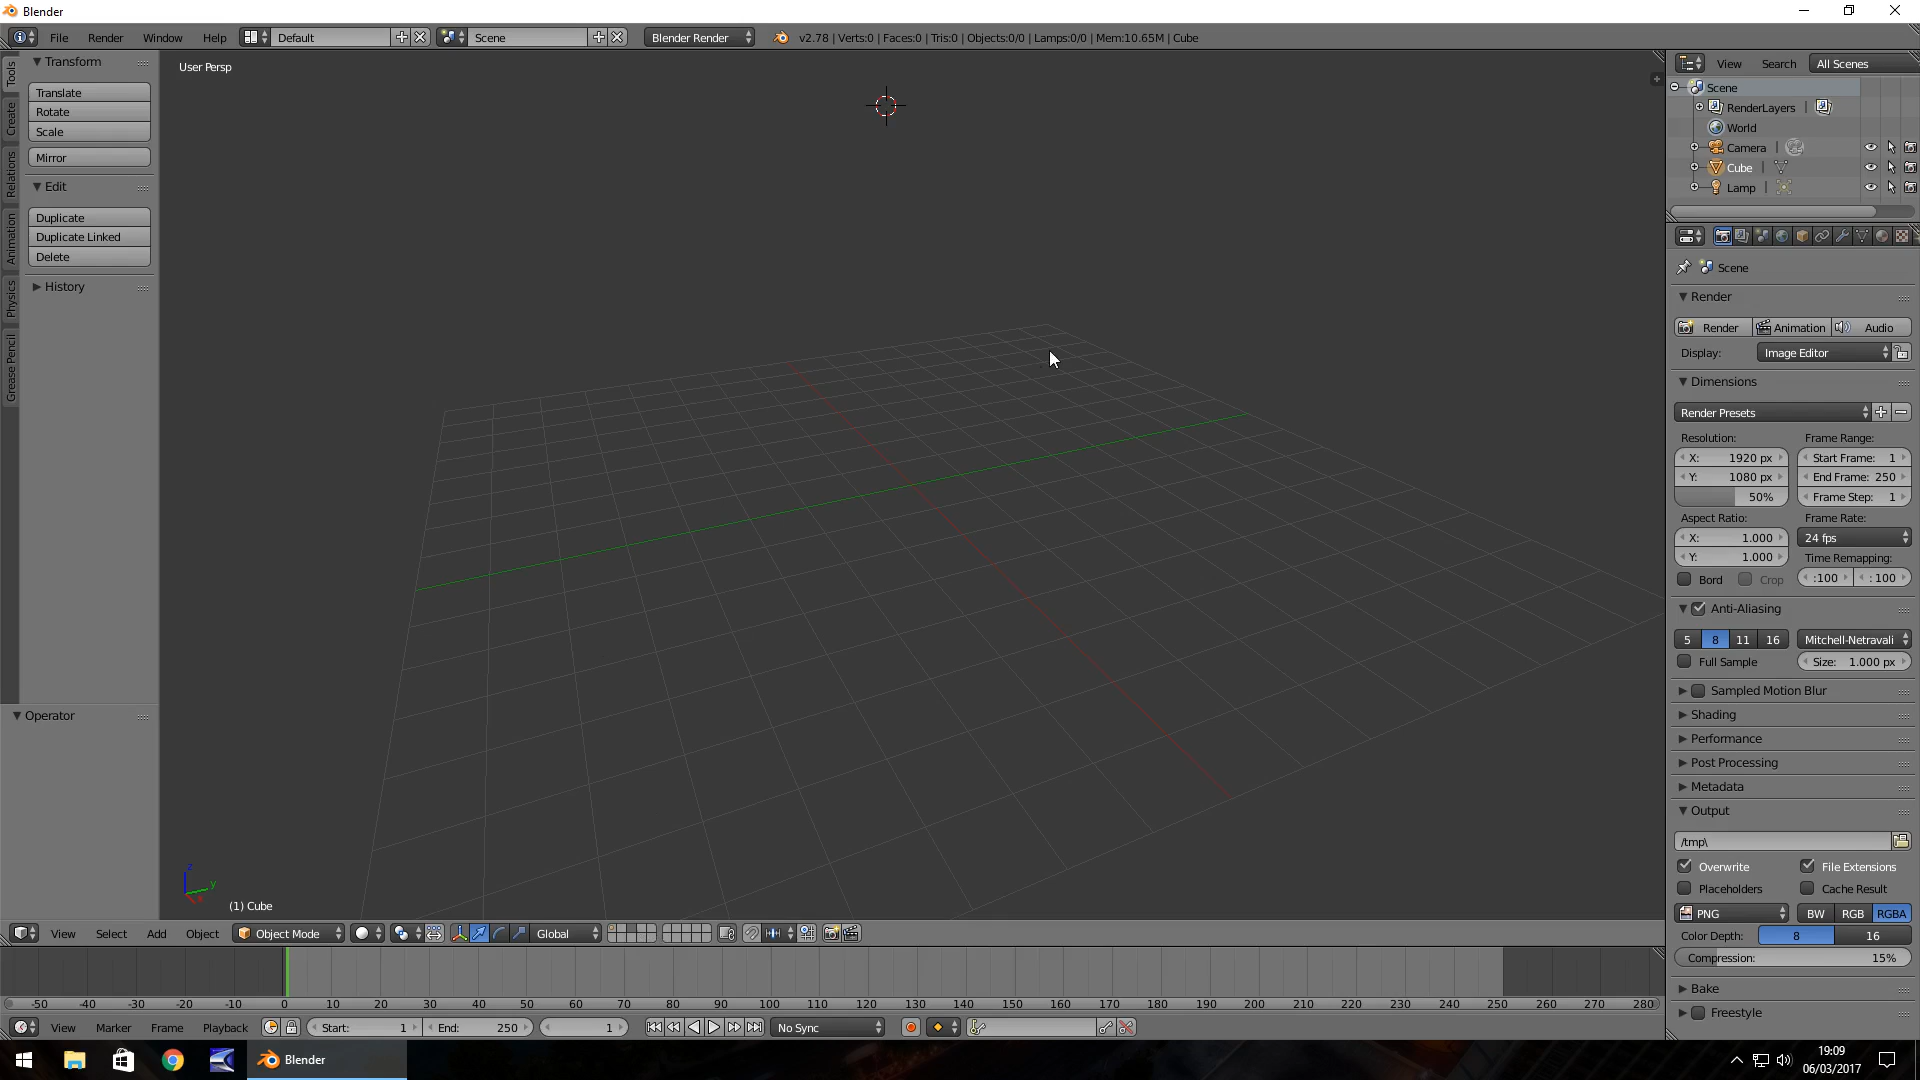 Blender
File Render Window Help Default Scene Blender Render v2.78 | Verts:0 | Faces:0 | Tris:0 | Objects:0/0 | Lamps:0/0 | Mem:10.65M | Cube
Tools
Create
Relations
Animation
Physics
Grease Pencil
Transform
Translate
Rotate
Scale
Mirror
Edit
Duplicate
Duplicate Linked
Delete
History
Operator
User Persp
z
y
x
(1) Cube
View Select Add Object Object Mode Global
View Search All Scenes
Scene
RenderLayers |
World
Camera |
Cube |
Lamp |
Scene
Render
Render Animation Audio
Display: Image Editor
Dimensions
Render Presets
Resolution: Frame Range:
X: 1920 px Start Frame: 1
Y: 1080 px End Frame: 250
50% Frame Step: 1
Aspect Ratio: Frame Rate:
X: 1.000 24 fps
Y: 1.000 Time Remapping:
Bord Crop :100 : 100
Anti-Aliasing
5 8 11 16 Mitchell-Netravali
Full Sample Size: 1.000 px
Sampled Motion Blur
Shading
Performance
Post Processing
Metadata
Output
/tmp\
Overwrite File Extensions
Placeholders Cache Result
PNG BW RGB RGBA
Color Depth: 8 16
Compression: 15%
Bake
Freestyle
-50 -40 -30 -20 -10 0 10 20 30 40 50 60 70 80 90 100 110 120 130 140 150 160 170 180 190 200 210 220 230 240 250 260 270 280
View Marker Frame Playback Start: 1 End: 250 1 No Sync
Blender
19:09
06/03/2017